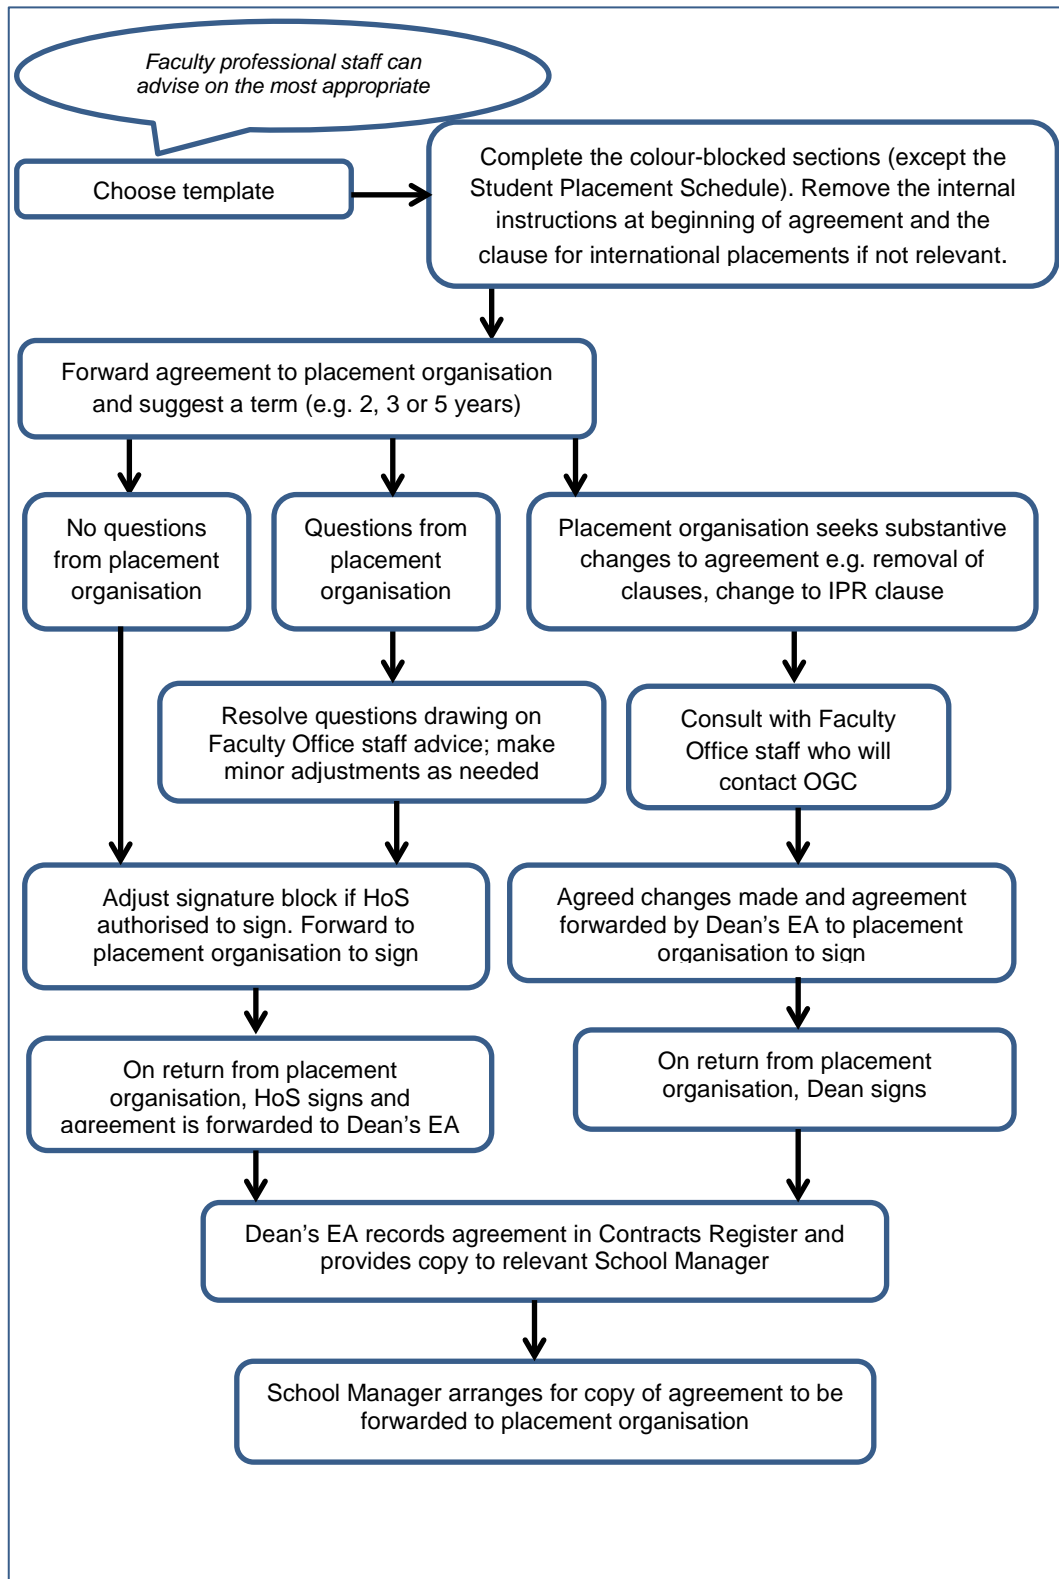 Faculty professional staff can
advise on the most appropriate
Choose template
Complete the colour-blocked sections (except the
Student Placement Schedule). Remove the internal
instructions at beginning of agreement and the
clause for international placements if not relevant.
Forward agreement to placement organisation
and suggest a term (e.g. 2, 3 or 5 years)
No questions
from placement
organisation
Questions from
placement
organisation
Placement organisation seeks substantive
changes to agreement e.g. removal of
clauses, change to IPR clause
Resolve questions drawing on
Faculty Office staff advice; make
minor adjustments as needed
Consult with Faculty
Office staff who will
contact OGC
Adjust signature block if HoS
authorised to sign. Forward to
placement organisation to sign
Agreed changes made and agreement
forwarded by Dean's EA to placement
organisation to sign
On return from placement
organisation, HoS signs and
agreement is forwarded to Dean's EA
On return from placement
organisation, Dean signs
Dean's EA records agreement in Contracts Register and
provides copy to relevant School Manager
School Manager arranges for copy of agreement to be
forwarded to placement organisation